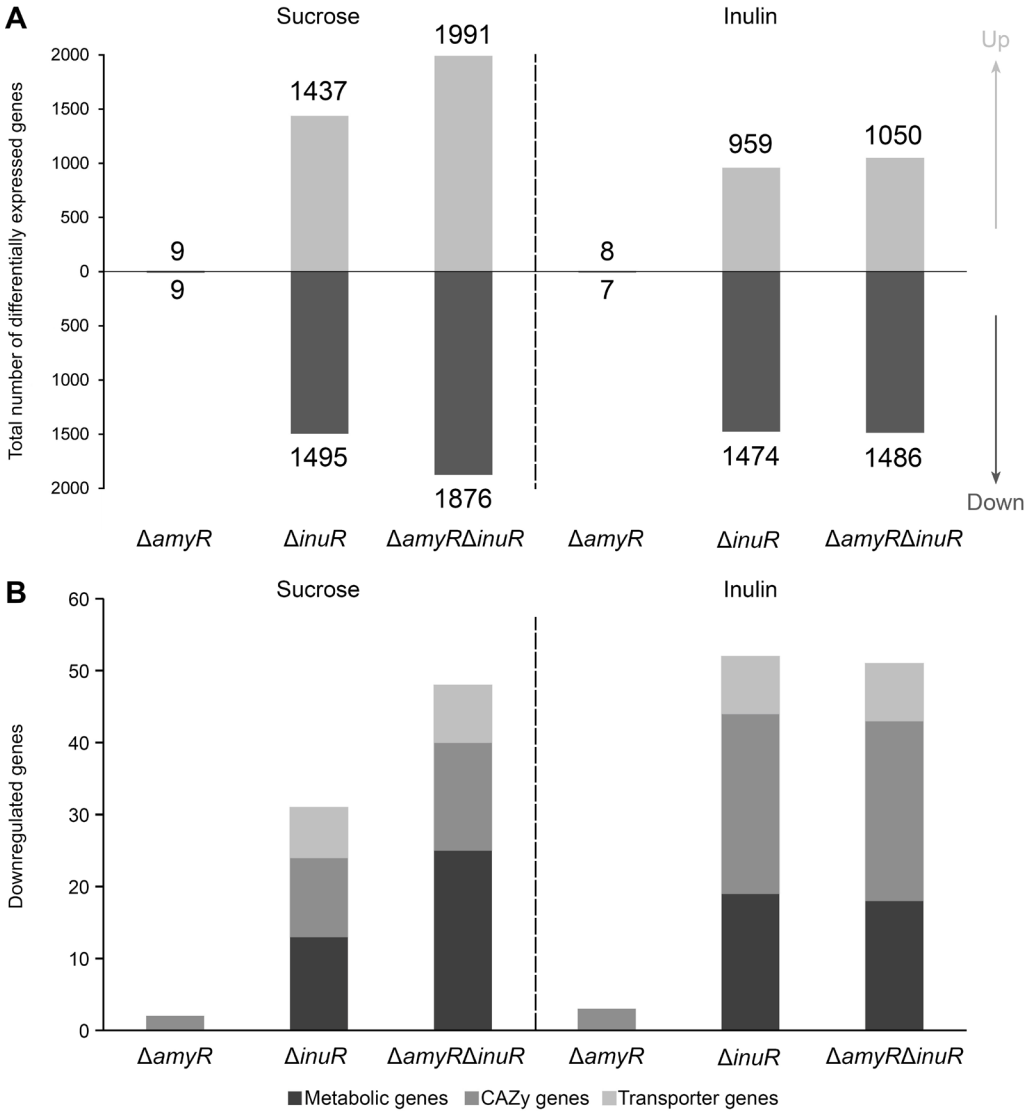 A
Sucrose
Inulin
Up
Total number of differentially expressed genes
2000
1500
1000
500
0
500
1000
1500
2000
9
9
1437
1495
1991
1876
8
7
959
1474
1050
1486
Down
ΔamyR
ΔinuR
ΔamyRΔinuR
ΔamyR
ΔinuR
ΔamyRΔinuR
B
Sucrose
Inulin
Downregulated genes
60
50
40
30
20
10
0
ΔamyR
ΔinuR
ΔamyRΔinuR
ΔamyR
ΔinuR
ΔamyRΔinuR
Metabolic genes CAZy genes Transporter genes